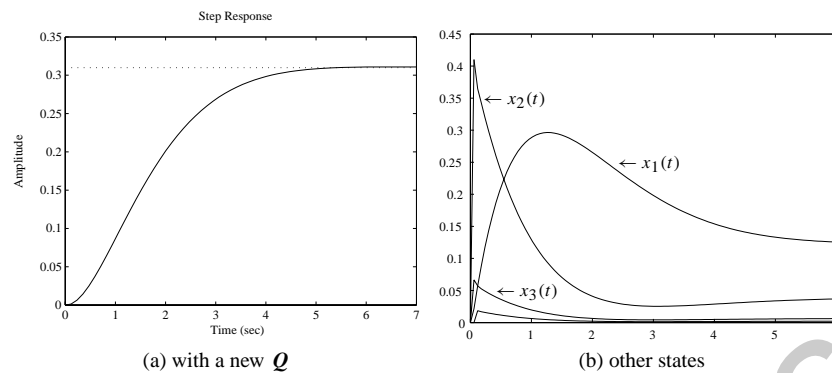 Step Response
0.35
0.3
0.25
0.2
0.15
0.1
0.05
0
Amplitude
0 1 2 3 4 5 6 7
Time (sec)
(a) with a new Q
0.45
0.4
0.35
0.3
0.25
0.2
0.15
0.1
0.05
0
← x₂(t)
← x₁(t)
← x₃(t)
0 1 2 3 4 5
(b) other states